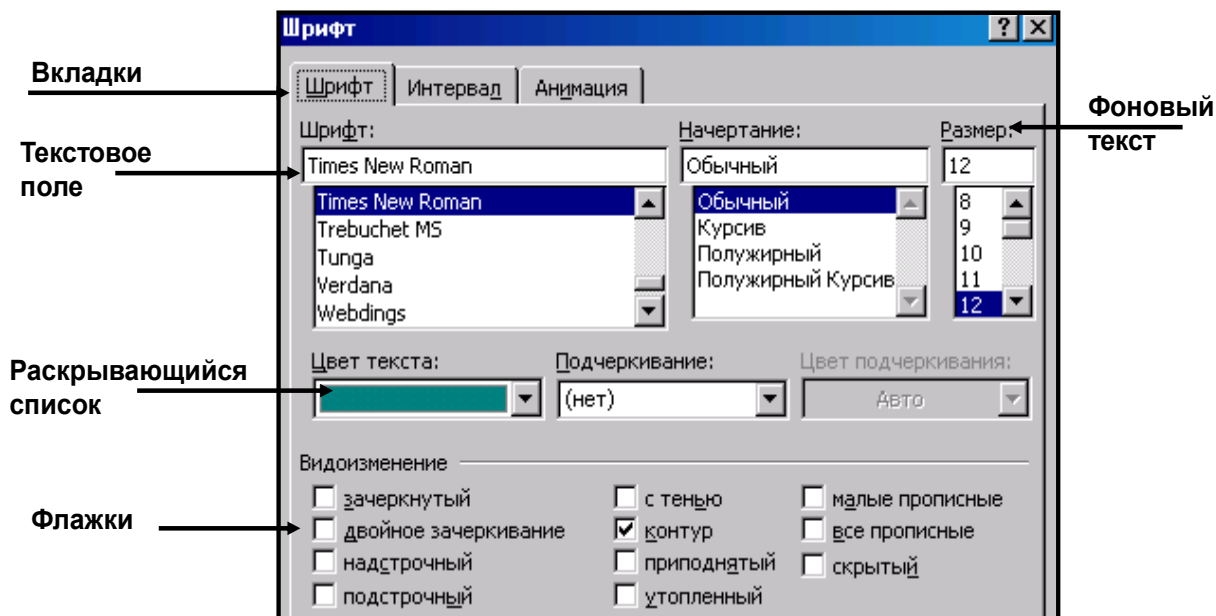 Шрифт
Вкладки
Шрифт Интервал Анимация
Фоновый
текст
Шрифт: Начертание: Размер:
Текстовое
поле
Times New Roman Обычный 12
Times New Roman Обычный 8
Trebuchet MS Курсив 9
Tunga Полужирный 10
Verdana Полужирный Курсив 11
Webdings 12
Раскрывающийся
список
Цвет текста: Подчеркивание: Цвет подчеркивания:
(нет) Авто
Видоизменение
Флажки
зачеркнутый с тенью малые прописные
двойное зачеркивание контур все прописные
надстрочный приподнятый скрытый
подстрочный утопленный